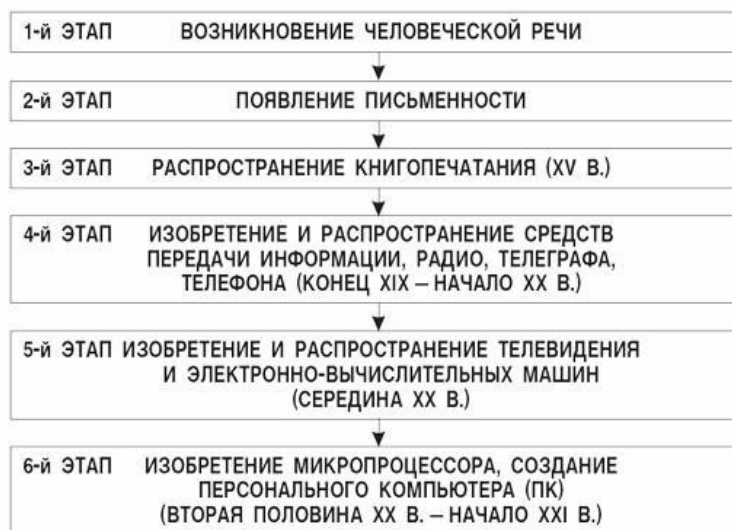 1-й ЭТАП ВОЗНИКНОВЕНИЕ ЧЕЛОВЕЧЕСКОЙ РЕЧИ
2-й ЭТАП ПОЯВЛЕНИЕ ПИСЬМЕННОСТИ
3-й ЭТАП РАСПРОСТРАНЕНИЕ КНИГОПЕЧАТАНИЯ (XV В.)
4-й ЭТАП ИЗОБРЕТЕНИЕ И РАСПРОСТРАНЕНИЕ СРЕДСТВ
ПЕРЕДАЧИ ИНФОРМАЦИИ, РАДИО, ТЕЛЕГРАФА,
ТЕЛЕФОНА (КОНЕЦ XIX – НАЧАЛО XX В.)
5-й ЭТАП ИЗОБРЕТЕНИЕ И РАСПРОСТРАНЕНИЕ ТЕЛЕВИДЕНИЯ
И ЭЛЕКТРОННО-ВЫЧИСЛИТЕЛЬНЫХ МАШИН
(СЕРЕДИНА XX В.)
6-й ЭТАП ИЗОБРЕТЕНИЕ МИКРОПРОЦЕССОРА, СОЗДАНИЕ
ПЕРСОНАЛЬНОГО КОМПЬЮТЕРА (ПК)
(ВТОРАЯ ПОЛОВИНА XX В. – НАЧАЛО XXI В.)